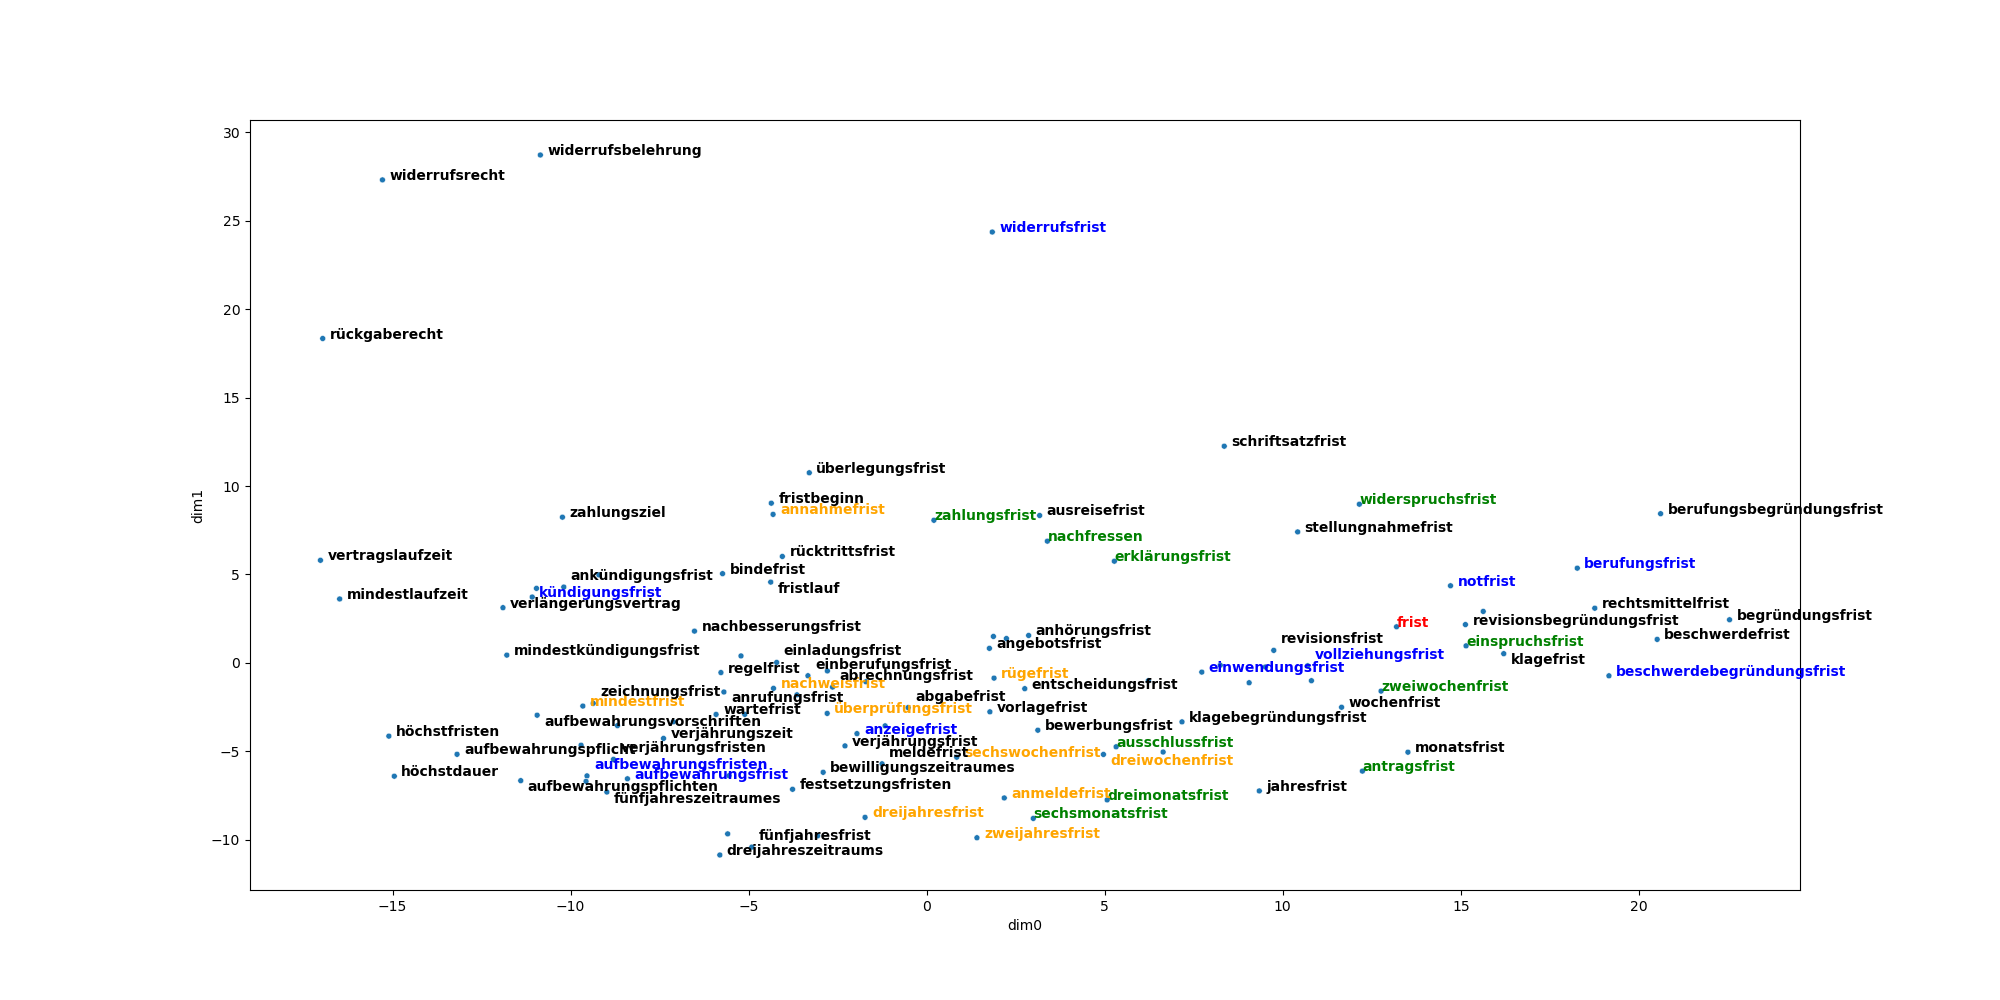 30
widerrufsbelehrung
widerrufsrecht
25
widerrufsfrist
20
rückgaberecht
15
schriftsatzfrist
10
überlegungsfrist
fristbeginn
widerspruchsfrist
annahmefrist
zahlungsziel
zahlungsfrist
ausreisefrist
berufungsbegründungsfrist
stellungnahmefrist
nachfressen
dim1
vertragslaufzeit
rücktrittsfrist
erklärungsfrist
5
ankündigungsfrist
bindefrist
berufungsfrist
fristlauf
notfrist
mindestlaufzeit
kündigungsfrist
verlängerungsvertrag
rechtsmittelfrist
nachbesserungsfrist
anhörungsfrist
frist
revisionsbegründungsfrist
begründungsfrist
angebotsfrist
revisionsfrist
einspruchsfrist
beschwerdefrist
mindestkündigungsfrist
einladungsfrist
vollziehungsfrist
klagefrist
0
regelfrist
einberufungsfrist
einwendungsfrist
abrechnungsfrist
rügefrist
beschwerdebegründungsfrist
zeichnungsfrist
nachweisfrist
entscheidungsfrist
zweiwochenfrist
mindestfrist
anrufungsfrist
abgabefrist
wochenfrist
wartefrist
überprüfungsfrist
vorlagefrist
aufbewahrungsvorschriften
klagebegründungsfrist
höchstfristen
verjährungszeit
anzeigefrist
bewerbungsfrist
aufbewahrungspflicht
verjährungsfristen
verjährungsfrist
ausschlussfrist
monatsfrist
−5
meldefrist
sechswochenfrist
dreiwochenfrist
höchstdauer
aufbewahrungsfristen
aufbewahrungsfrist
bewilligungszeitraumes
antragsfrist
aufbewahrungspflichten
festsetzungsfristen
jahresfrist
fünfjahreszeitraumes
anmeldefrist
dreimonatsfrist
dreijahresfrist
sechsmonatsfrist
−10
fünfjahresfrist
zweijahresfrist
dreijahreszeitraums
−15 −10 −5 0 5 10 15 20
dim0